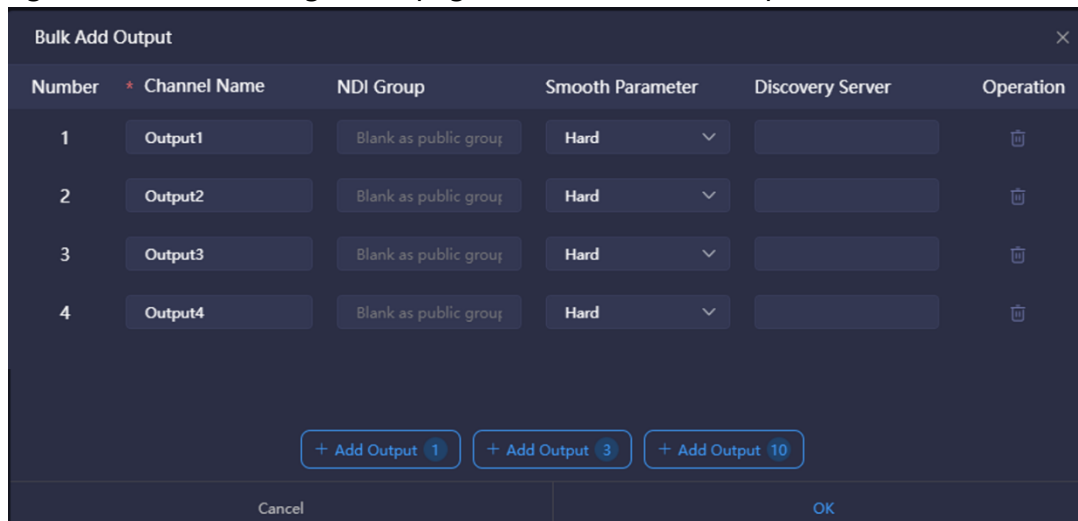 Bulk Add Output
Number * Channel Name NDI Group Smooth Parameter Discovery Server Operation
1 Output1 Blank as public group Hard
2 Output2 Blank as public group Hard
3 Output3 Blank as public group Hard
4 Output4 Blank as public group Hard
+ Add Output 1 + Add Output 3 + Add Output 10
Cancel OK